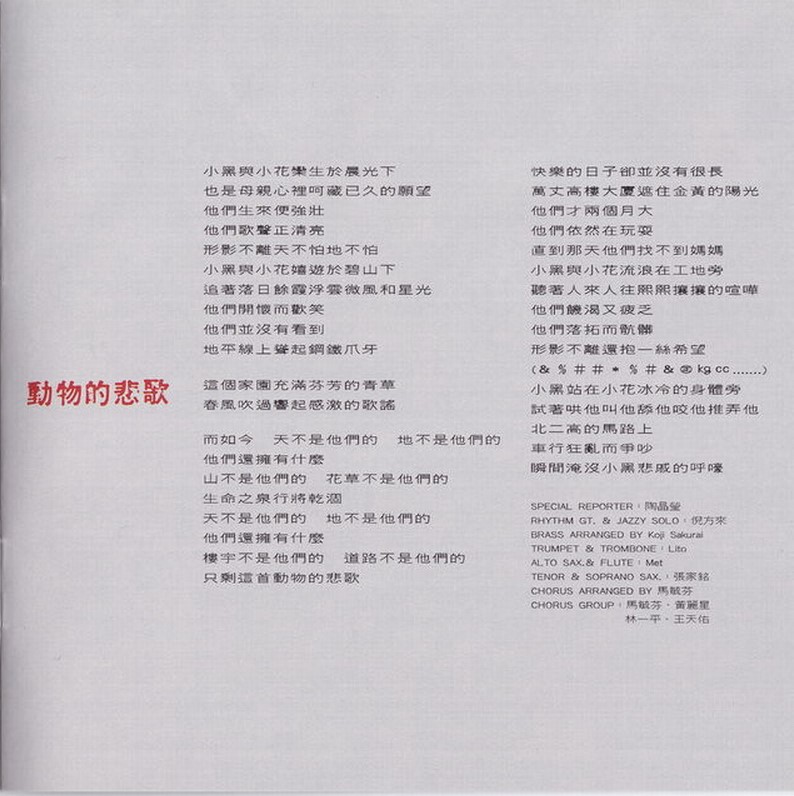 動物的悲歌
小黑與小花孿生於晨光下
也是母親心裡呵藏已久的願望
他們生來便強壯
他們歌聲正清亮
形影不離天不怕地不怕
小黑與小花嬉遊於碧山下
追著落日餘霞浮雲微風和星光
他們開懷而歡笑
他們並沒有看到
地平線上聳起鋼鐵爪牙
這個家園充滿芬芳的青草
春風吹過響起感激的歌謠
而如今　天不是他們的　地不是他們的
他們還擁有什麼
山不是他們的　花草不是他們的
生命之泉行將乾涸
天不是他們的　地不是他們的
他們還擁有什麼
樓宇不是他們的　道路不是他們的
只剩這首動物的悲歌
快樂的日子卻並沒有很長
萬丈高樓大廈遮住金黃的陽光
他們才兩個月大
他們依然在玩耍
直到那天他們找不到媽媽
小黑與小花流浪在工地旁
聽著人來人往熙熙攘攘的喧嘩
他們饑渴又疲乏
他們落拓而骯髒
形影不離還抱一絲希望
(& % # # * % # & @ kg cc .......)
小黑站在小花冰冷的身體旁
試著哄他叫他舔他咬他推弄他
北二高的馬路上
車行狂亂而爭吵
瞬間淹沒小黑悲戚的呼嚎
SPECIAL REPORTER：陶晶瑩
RHYTHM GT. & JAZZY SOLO：倪方來
BRASS ARRANGED BY Koji Sakurai
TRUMPET & TROMBONE：Lito
ALTO SAX.& FLUTE：Met
TENOR & SOPRANO SAX.：張家銘
CHORUS ARRANGED BY 馬毓芬
CHORUS GROUP：馬毓芬・黃麗星
林一平・王天佑